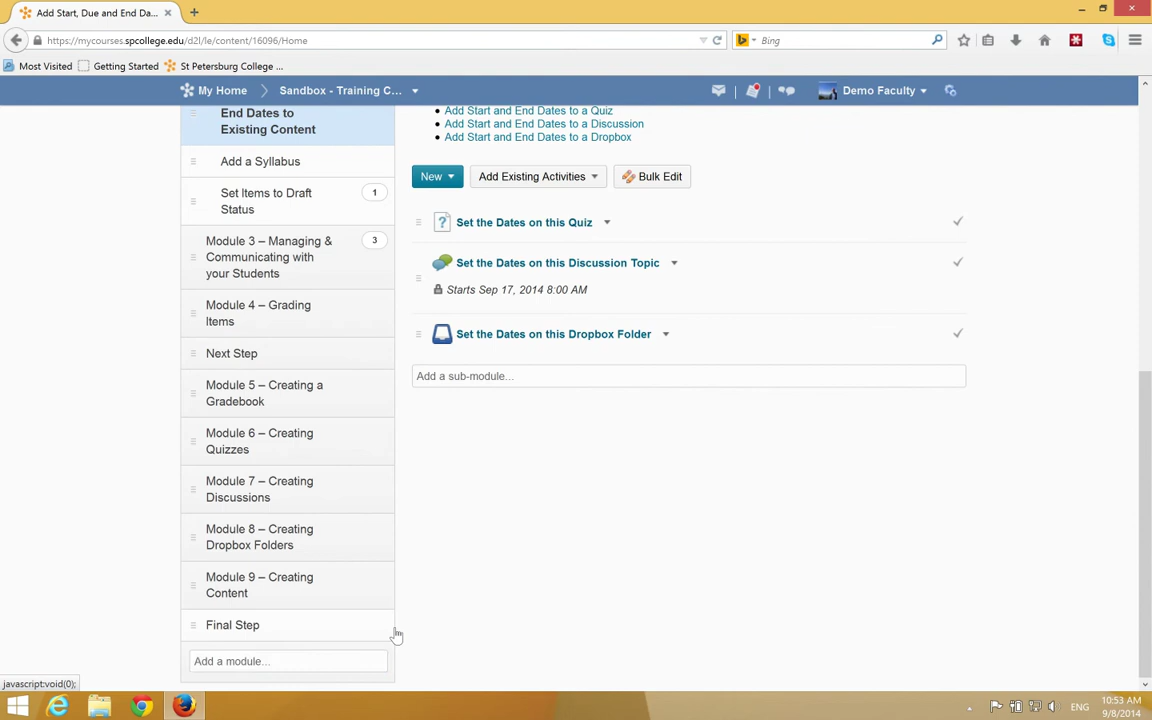 Add Start, Due and End Da...
https://mycourses.spcollege.edu/d2l/le/content/16096/Home
Bing
Most Visited
Getting Started
St Petersburg College ...
My Home
Sandbox - Training C...
Demo Faculty
End Dates to
Existing Content
Add a Syllabus
Set Items to Draft
Status
1
Module 3 – Managing &
Communicating with
your Students
3
Module 4 – Grading
Items
Next Step
Module 5 – Creating a
Gradebook
Module 6 – Creating
Quizzes
Module 7 – Creating
Discussions
Module 8 – Creating
Dropbox Folders
Module 9 – Creating
Content
Final Step
Add a module...
Add Start and End Dates to a Quiz
Add Start and End Dates to a Discussion
Add Start and End Dates to a Dropbox
New
Add Existing Activities
Bulk Edit
Set the Dates on this Quiz
Set the Dates on this Discussion Topic
Starts Sep 17, 2014 8:00 AM
Set the Dates on this Dropbox Folder
Add a sub-module...
javascript:void(0);
ENG
10:53 AM
9/8/2014